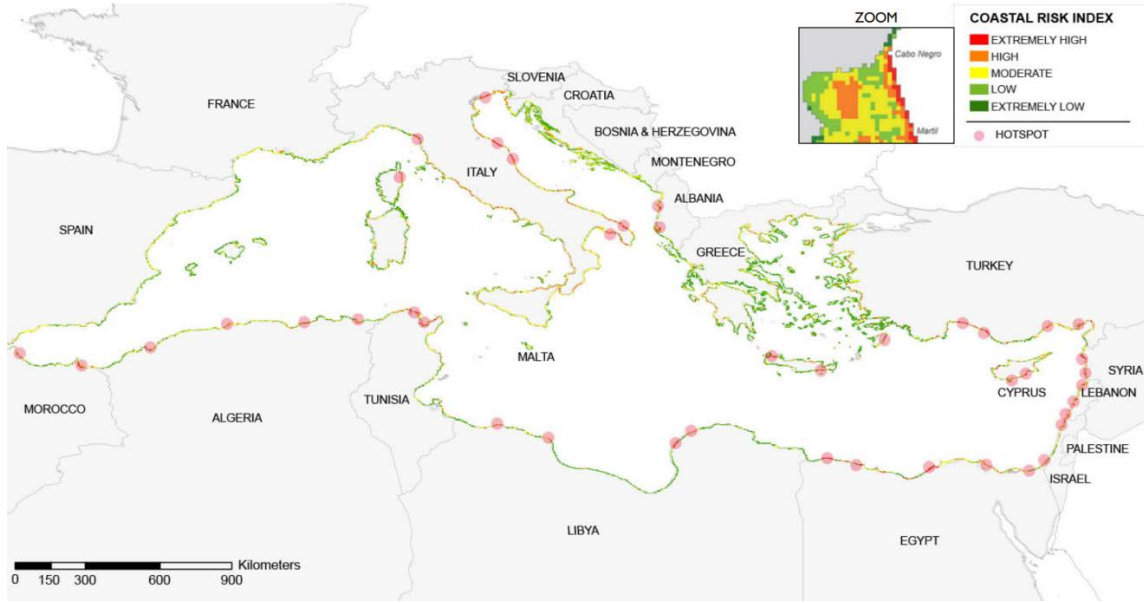 ZOOM
Cabo Negro
Martil
COASTAL RISK INDEX
EXTREMELY HIGH
HIGH
MODERATE
LOW
EXTREMELY LOW
HOTSPOT
SLOVENIA
CROATIA
FRANCE
BOSNIA & HERZEGOVINA
MONTENEGRO
ITALY
ALBANIA
SPAIN
GREECE
TURKEY
MALTA
SYRIA
CYPRUS
LEBANON
MOROCCO
ALGERIA
TUNISIA
PALESTINE
ISRAEL
LIBYA
EGYPT
Kilometers
0 150 300 600 900